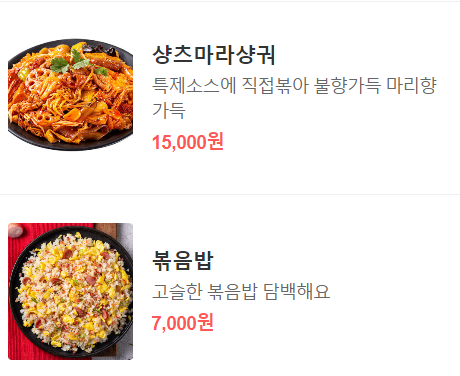 샹츠마라샹궈
특제소스에 직접볶아 불향가득 마리향
가득
15,000원
볶음밥
고슬한 볶음밥 담백해요
7,000원